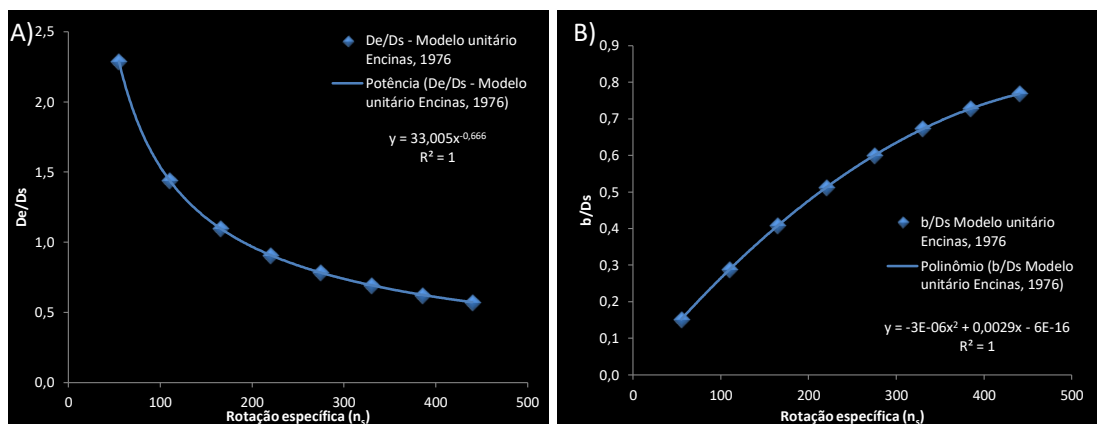 A)
2,5
2,0
1,5
1,0
0,5
0,0
De/Ds
De/Ds - Modelo unitário
Encinas, 1976
Potência (De/Ds - Modelo
unitário Encinas, 1976)
y = 33,005x^-0,666
R² = 1
0 100 200 300 400 500
Rotação específica (nₛ)
B)
0,9
0,8
0,7
0,6
0,5
0,4
0,3
0,2
0,1
0,0
b/Ds
b/Ds Modelo unitário
Encinas, 1976
Polinômio (b/Ds Modelo
unitário Encinas, 1976)
y = -3E-06x² + 0,0029x - 6E-16
R² = 1
0 100 200 300 400 500
Rotação específica (nₛ)